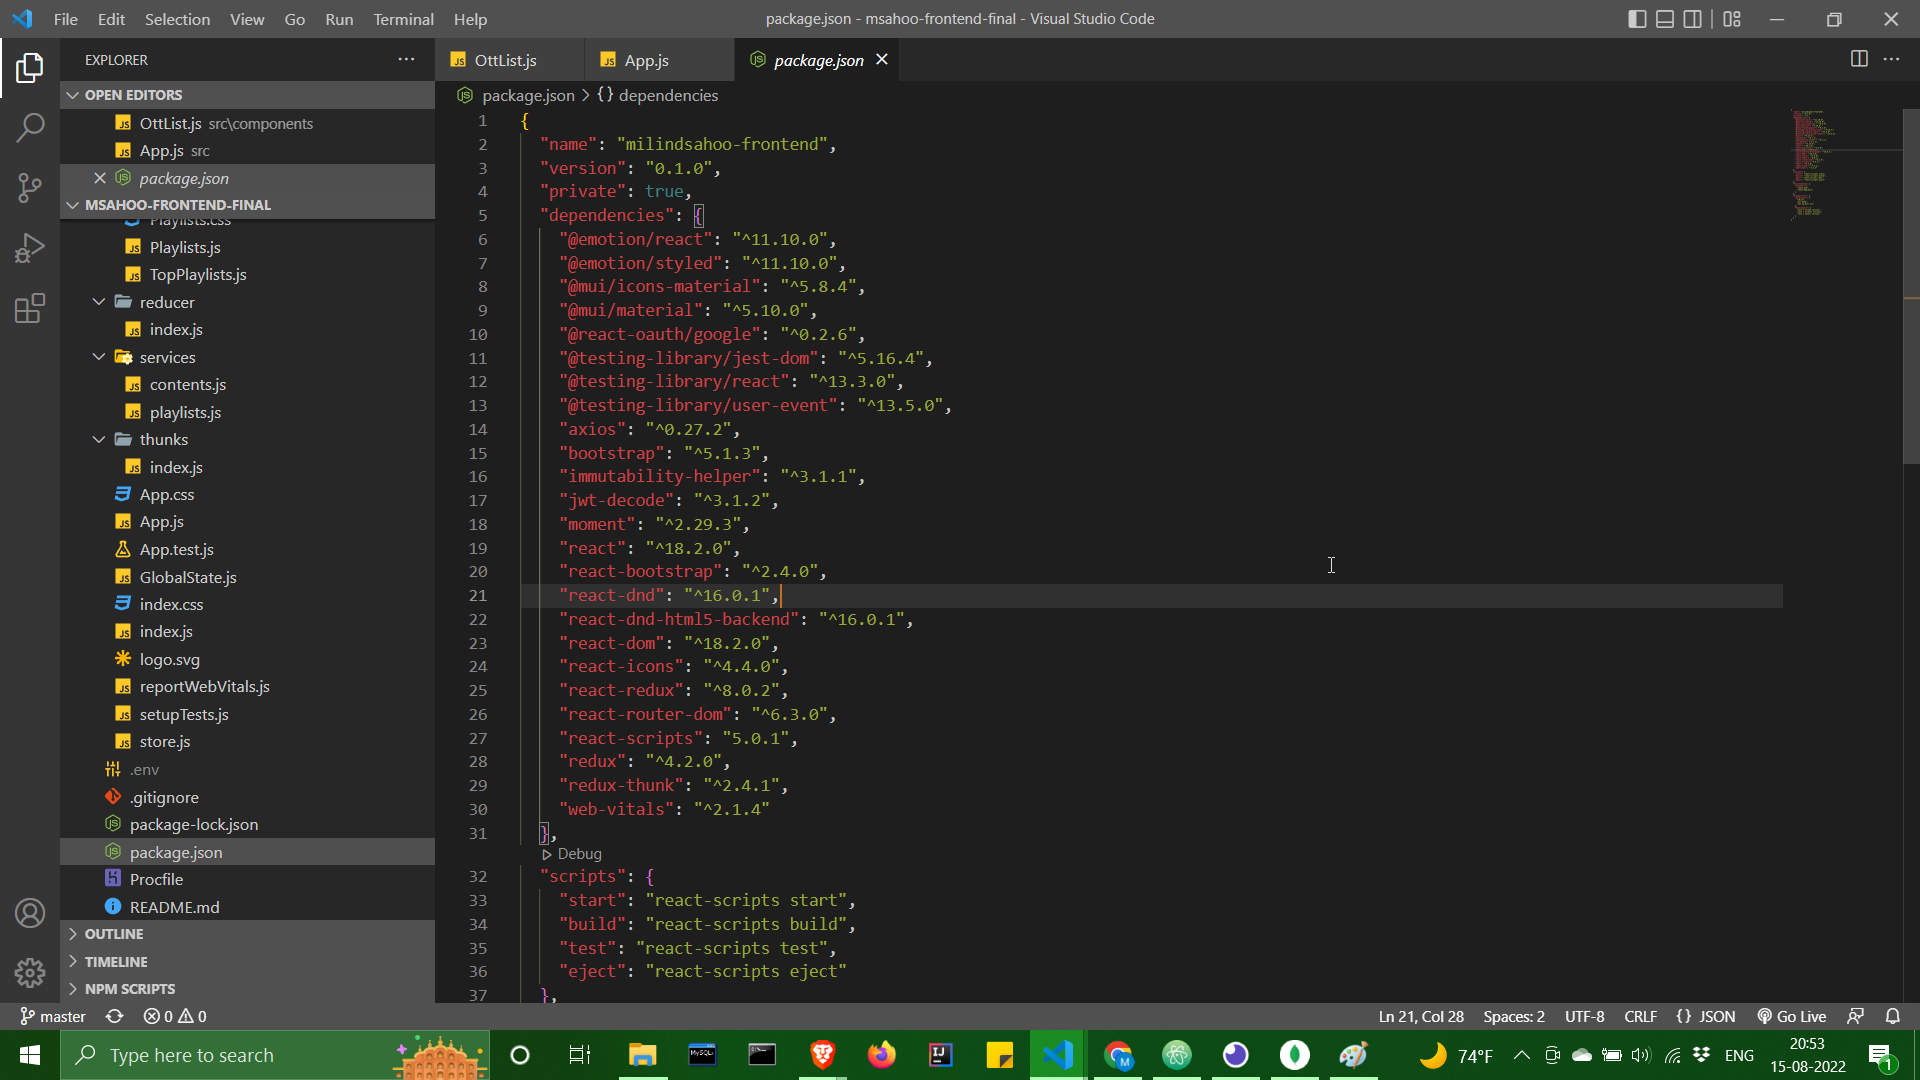 File Edit Selection View Go Run Terminal Help
package.json - msahoo-frontend-final - Visual Studio Code
EXPLORER
OPEN EDITORS
OttList.js src\components
App.js src
package.json
MSAHOO-FRONTEND-FINAL
Playlists.css
Playlists.js
TopPlaylists.js
reducer
index.js
services
contents.js
playlists.js
thunks
index.js
App.css
App.js
App.test.js
GlobalState.js
index.css
index.js
logo.svg
reportWebVitals.js
setupTests.js
store.js
.env
.gitignore
package-lock.json
package.json
Procfile
README.md
OUTLINE
TIMELINE
NPM SCRIPTS
OttList.js App.js package.json
package.json > {} dependencies
1 {
2 "name": "milindsahoo-frontend",
3 "version": "0.1.0",
4 "private": true,
5 "dependencies": {
6 "@emotion/react": "^11.10.0",
7 "@emotion/styled": "^11.10.0",
8 "@mui/icons-material": "^5.8.4",
9 "@mui/material": "^5.10.0",
10 "@react-oauth/google": "^0.2.6",
11 "@testing-library/jest-dom": "^5.16.4",
12 "@testing-library/react": "^13.3.0",
13 "@testing-library/user-event": "^13.5.0",
14 "axios": "^0.27.2",
15 "bootstrap": "^5.1.3",
16 "immutability-helper": "^3.1.1",
17 "jwt-decode": "^3.1.2",
18 "moment": "^2.29.3",
19 "react": "^18.2.0",
20 "react-bootstrap": "^2.4.0",
21 "react-dnd": "^16.0.1",
22 "react-dnd-html5-backend": "^16.0.1",
23 "react-dom": "^18.2.0",
24 "react-icons": "^4.4.0",
25 "react-redux": "^8.0.2",
26 "react-router-dom": "^6.3.0",
27 "react-scripts": "5.0.1",
28 "redux": "^4.2.0",
29 "redux-thunk": "^2.4.1",
30 "web-vitals": "^2.1.4"
31 },
Debug
32 "scripts": {
33 "start": "react-scripts start",
34 "build": "react-scripts build",
35 "test": "react-scripts test",
36 "eject": "react-scripts eject"
37 },
master 0 0 Ln 21, Col 28 Spaces: 2 UTF-8 CRLF {} JSON Go Live
Type here to search 74°F ENG 20:53
15-08-2022 1